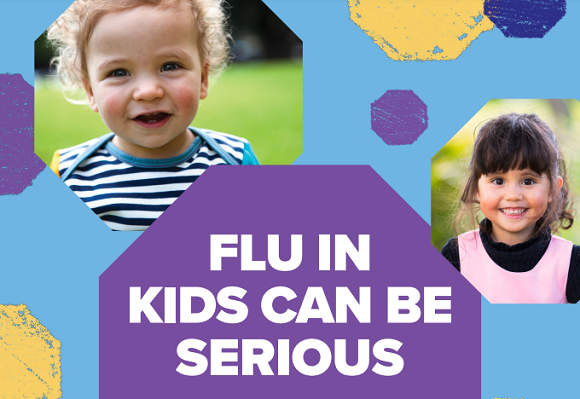 FLU IN
KIDS CAN BE
SERIOUS